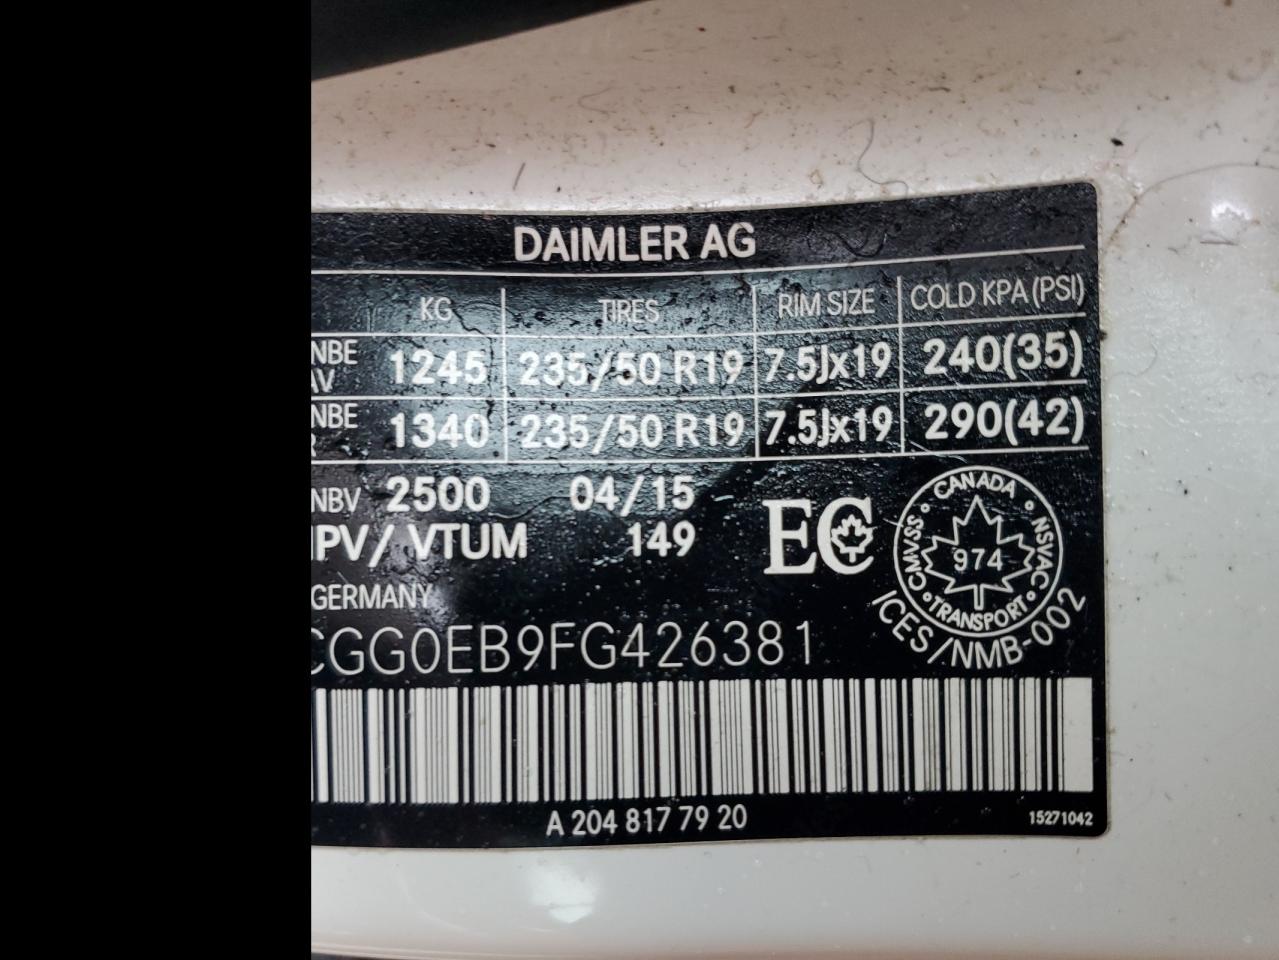 DAIMLER AG
KG TIRES RIM SIZE COLD KPA (PSI)
NBE 1245 235/50 R19 7.5Jx19 240(35)
AV
NBE 1340 235/50 R19 7.5Jx19 290(42)
R
NBV 2500 04/15
PV/ VTUM 149
EC
CANADA
CMVSS NSVAC
974
TRANSPORT
ICES/NMB-002
GERMANY
CGG0EB9FG426381
A 204 817 79 20
15271042